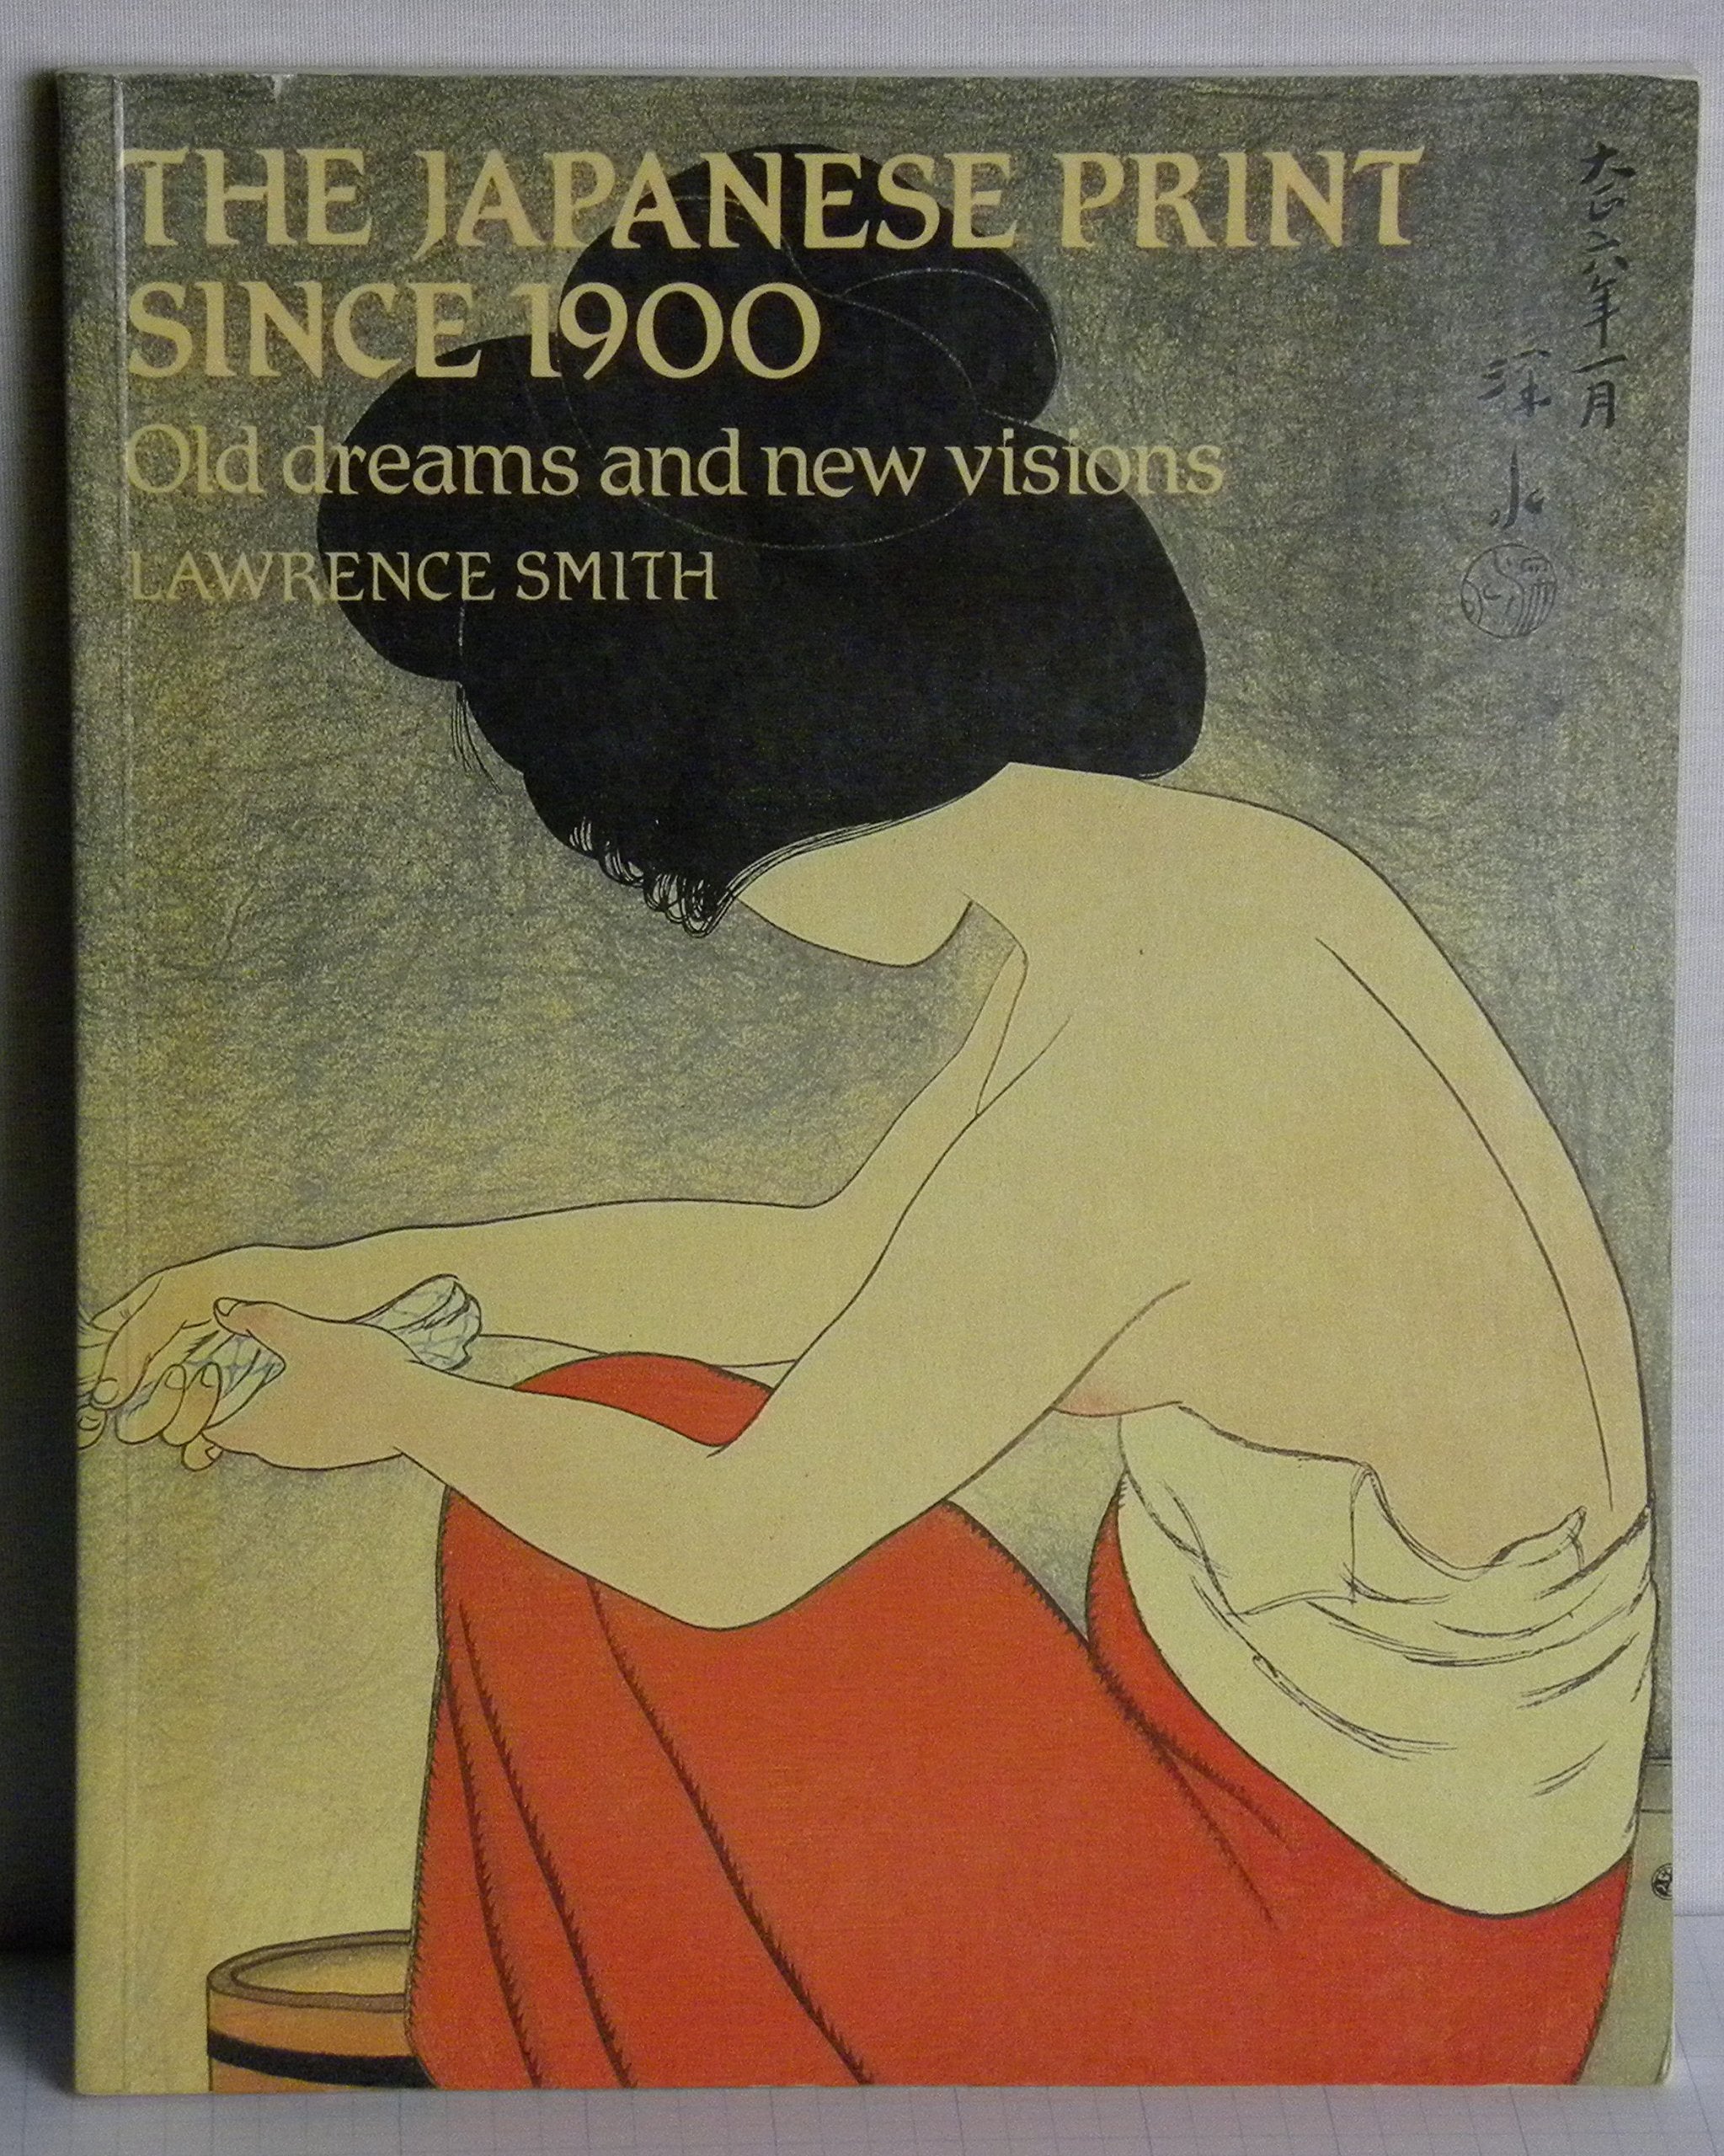 THE JAPANESE PRINT
SINCE 1900
Old dreams and new visions
LAWRENCE SMITH
大正六年一月
深水